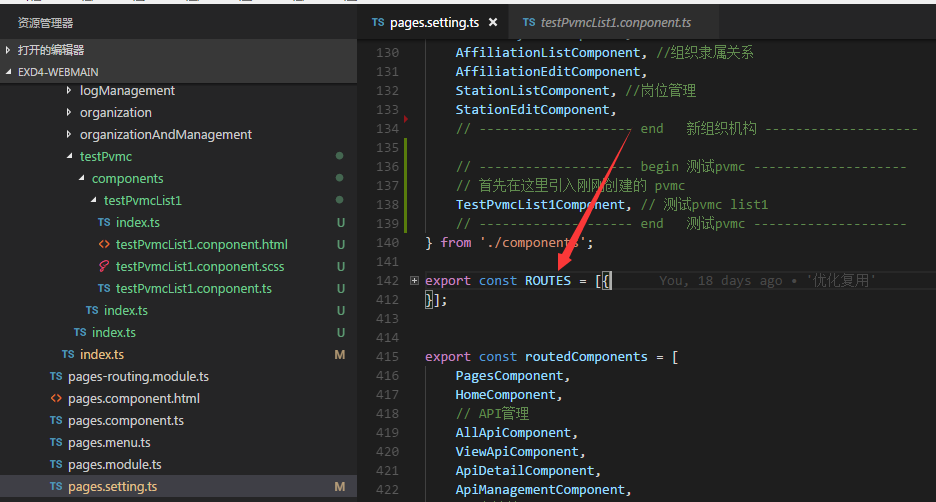 资源管理器
打开的编辑器
EXD4-WEBMAIN
logManagement
organization
organizationAndManagement
testPvmc
components
testPvmcList1
TS index.ts U
<> testPvmcList1.conponent.html U
testPvmcList1.conponent.scss U
TS testPvmcList1.conponent.ts U
TS index.ts U
TS index.ts U
TS index.ts M
TS pages-routing.module.ts
<> pages.component.html
TS pages.component.ts
TS pages.menu.ts
TS pages.module.ts
TS pages.setting.ts M
TS pages.setting.ts ×
TS testPvmcList1.conponent.ts
130 AffiliationListComponent, //组织隶属关系
131 AffiliationEditComponent,
132 StationListComponent, //岗位管理
133 StationEditComponent,
134 // -------------------- end 新组织机构 --------------------
135
136 // -------------------- begin 测试pvmc --------------------
137 // 首先在这里引入刚刚创建的 pvmc
138 TestPvmcList1Component, // 测试pvmc list1
139 // -------------------- end 测试pvmc --------------------
140 } from './components';
141
142 export const ROUTES = [{ You, 18 days ago • '优化复用'
412 }];
413
414
415 export const routedComponents = [
416 PagesComponent,
417 HomeComponent,
418 // API管理
419 AllApiComponent,
420 ViewApiComponent,
421 ApiDetailComponent,
422 ApiManagementComponent,